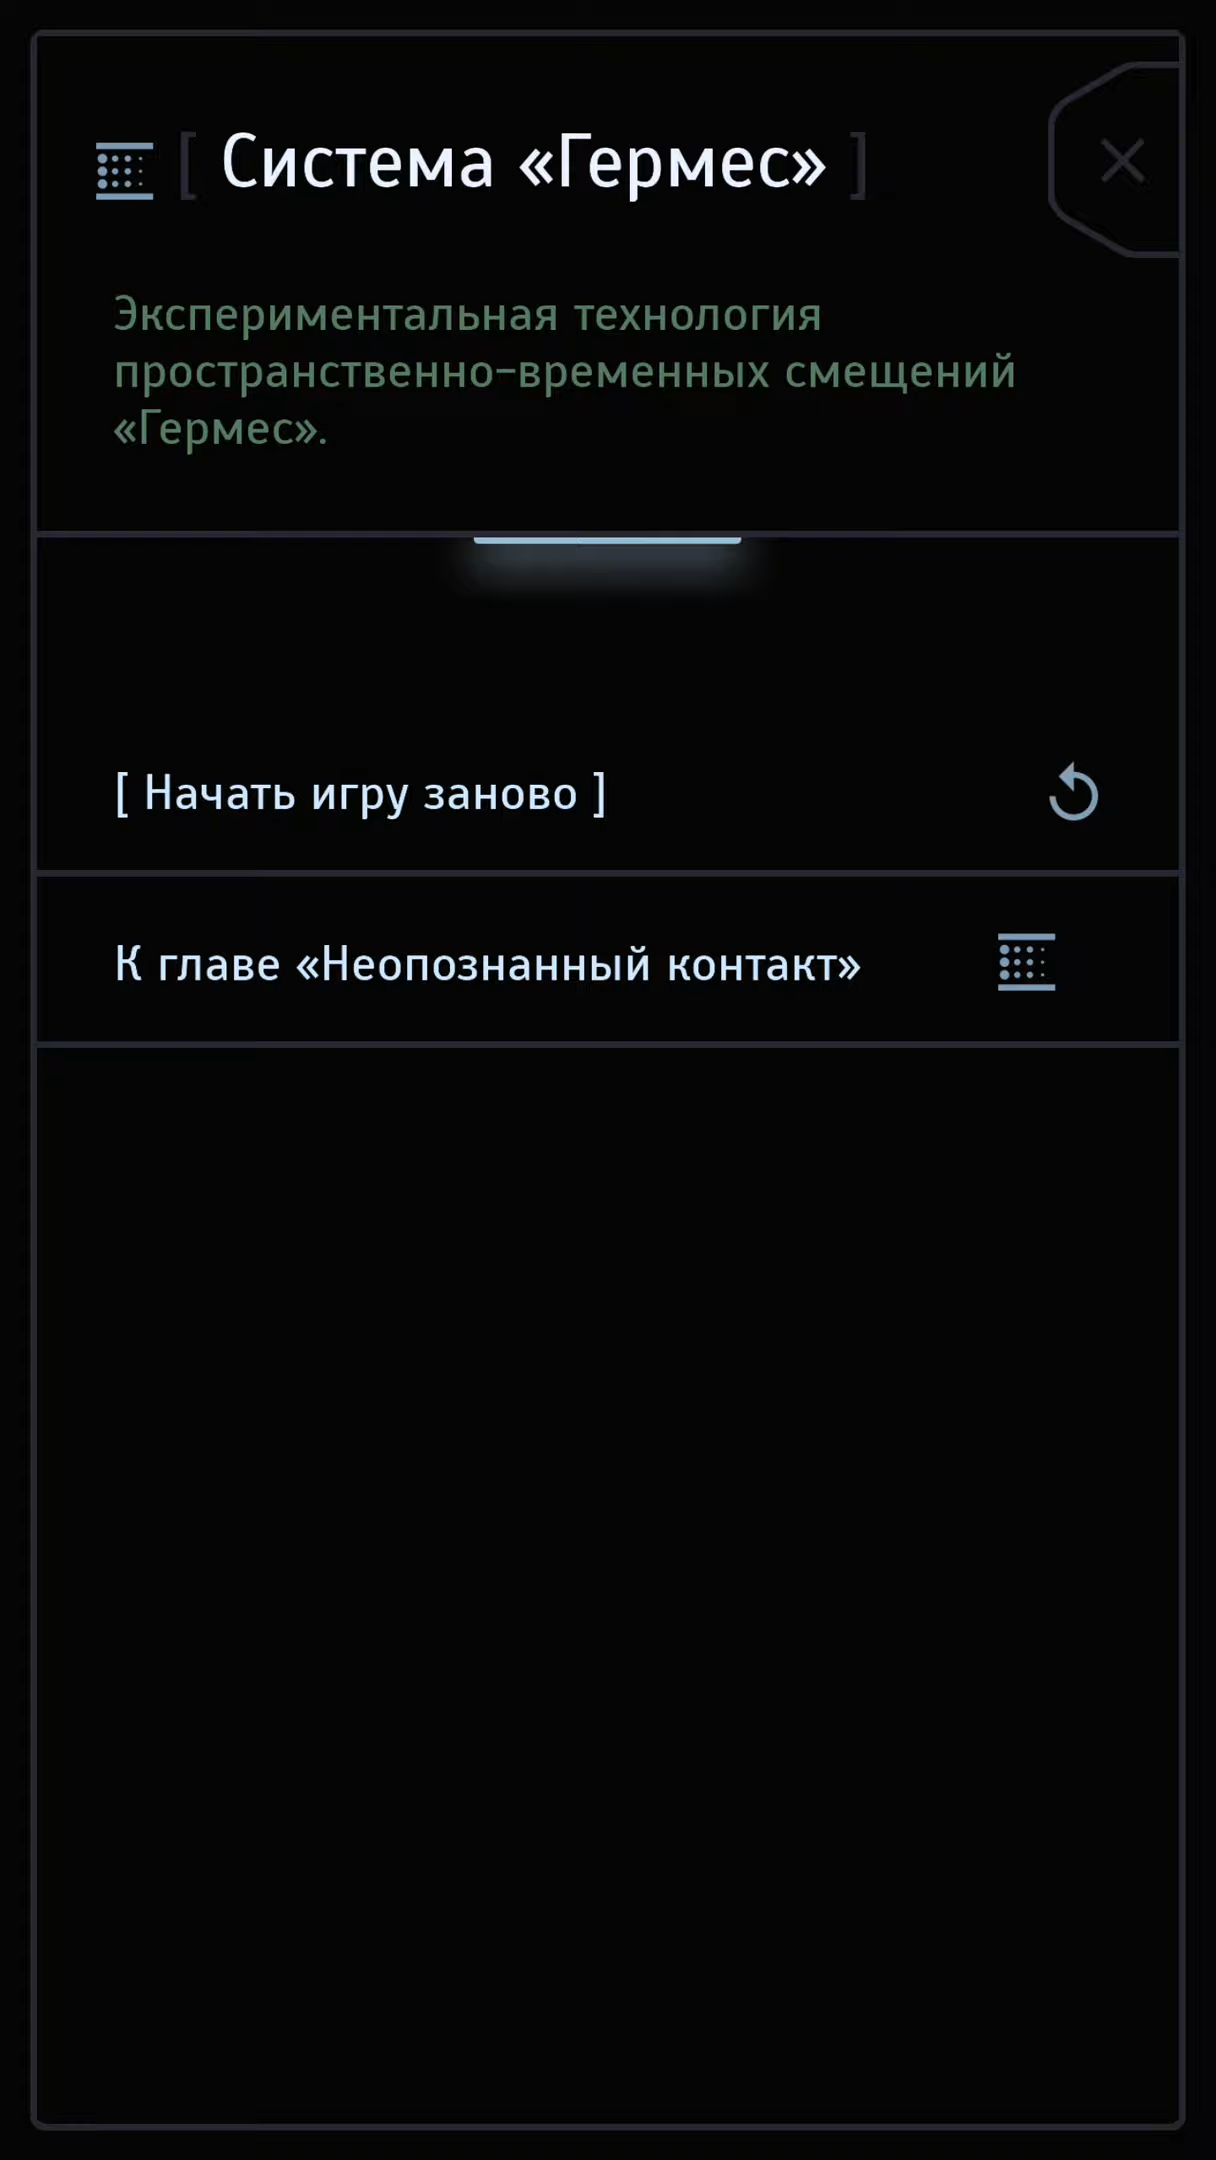 [ Система «Гермес» ]
Экспериментальная технология
пространственно-временных смещений
«Гермес».
[ Начать игру заново ]
К главе «Неопознанный контакт»